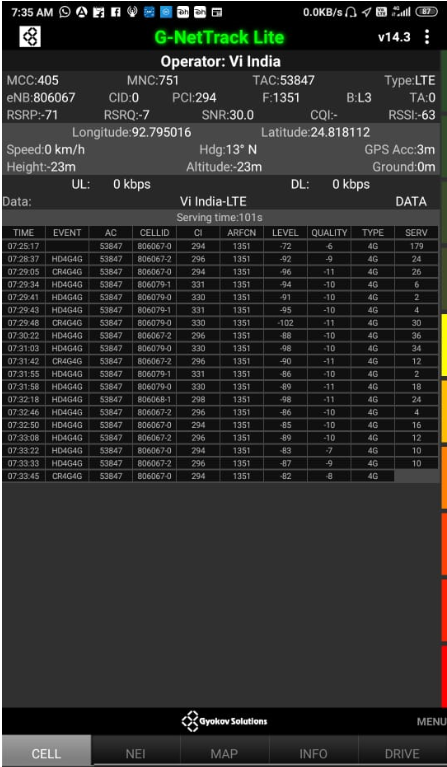 7:35 AM 0.0KB/s 4G 87
G-NetTrack Lite v14.3
Operator: Vi India
MCC:405 MNC:751 TAC:53847 Type:LTE
eNB:806067 CID:0 PCI:294 F:1351 B:L3 TA:0
RSRP:-71 RSRQ:-7 SNR:30.0 CQI:- RSSI:-63
Longitude:92.795016 Latitude:24.818112
Speed:0 km/h Hdg:13° N GPS Acc:3m
Height:-23m Altitude:-23m Ground:0m
UL: 0 kbps DL: 0 kbps
Data: Vi India-LTE DATA
Serving time:101s
TIME EVENT AC CELLID CI ARFCN LEVEL QUALITY TYPE SERV
07:25:17 53847 806067-0 294 1351 -72 -6 4G 179
07:28:37 HD4G4G 53847 806067-2 296 1351 -92 -9 4G 24
07:29:05 CR4G4G 53847 806067-0 294 1351 -96 -11 4G 26
07:29:34 HD4G4G 53847 806079-1 331 1351 -94 -10 4G 6
07:29:41 HD4G4G 53847 806079-0 330 1351 -91 -10 4G 2
07:29:43 HD4G4G 53847 806079-1 331 1351 -95 -10 4G 4
07:29:48 CR4G4G 53847 806079-0 330 1351 -102 -11 4G 30
07:30:22 HD4G4G 53847 806067-2 296 1351 -88 -10 4G 36
07:31:03 HD4G4G 53847 806079-0 330 1351 -98 -10 4G 34
07:31:42 CR4G4G 53847 806067-2 296 1351 -90 -11 4G 12
07:31:55 HD4G4G 53847 806079-1 331 1351 -86 -10 4G 2
07:31:58 HD4G4G 53847 806079-0 330 1351 -89 -11 4G 18
07:32:18 HD4G4G 53847 806068-1 298 1351 -98 -11 4G 24
07:32:46 HD4G4G 53847 806067-2 296 1351 -86 -10 4G 4
07:32:50 HD4G4G 53847 806067-0 294 1351 -85 -10 4G 16
07:33:08 HD4G4G 53847 806067-2 296 1351 -89 -10 4G 12
07:33:22 HD4G4G 53847 806067-0 294 1351 -83 -7 4G 10
07:33:33 HD4G4G 53847 806067-2 296 1351 -87 -9 4G 10
07:33:45 CR4G4G 53847 806067-0 294 1351 -82 -8 4G
Gyokov Solutions MENU
CELL NEI MAP INFO DRIVE